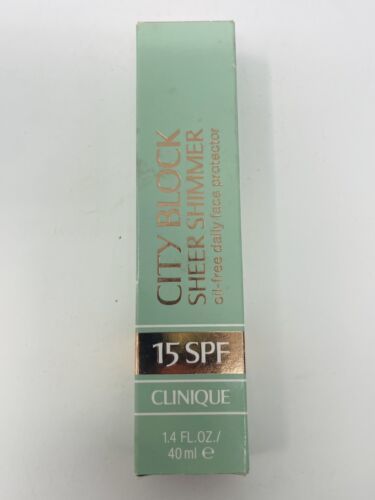 CITY BLOCK
SHEER SHIMMER
oil-free daily face protector
15 SPF
CLINIQUE
1.4 FL.OZ./
40 ml ℮